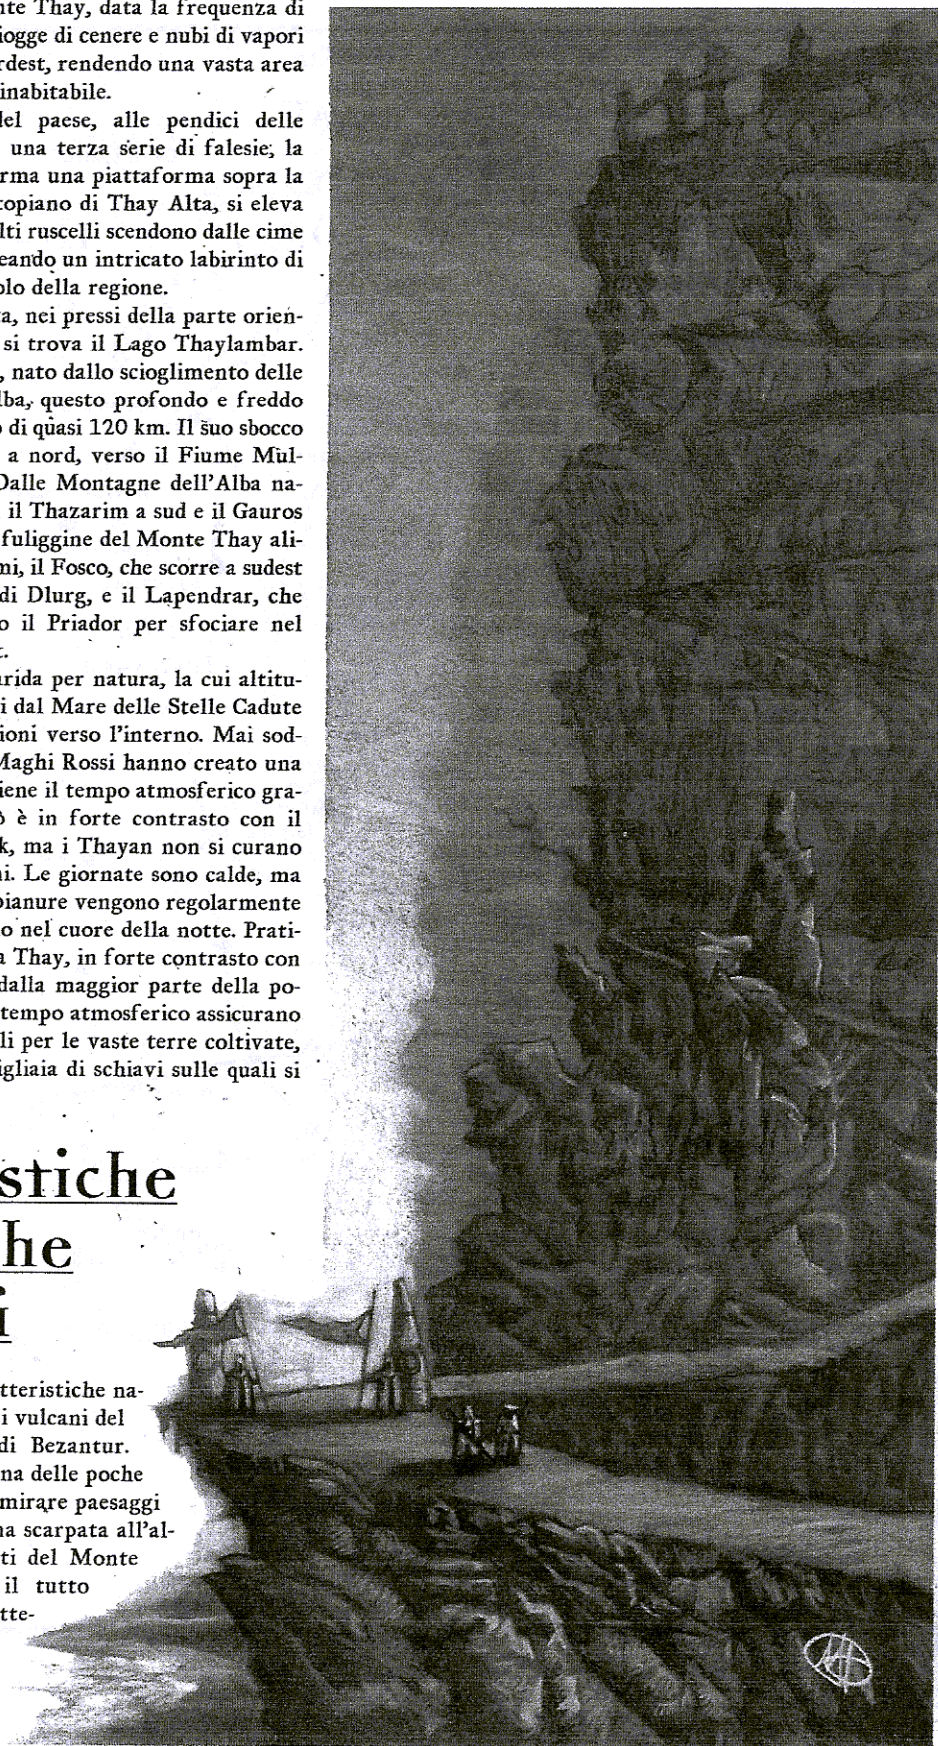 nte Thay, data la frequenza di
iogge di cenere e nubi di vapori
rdest, rendendo una vasta area
inabitabile.
del paese, alle pendici delle
una terza serie di falesie; la
rma una piattaforma sopra la
copiano di Thay Alta, si eleva
lti ruscelli scendono dalle cime
eando un intricato labirinto di
olo della regione.
ta, nei pressi della parte orien-
si trova il Lago Thaylambar.
, nato dallo scioglimento delle
lba, questo profondo e freddo
o di quasi 120 km. Il suo sbocco
a nord, verso il Fiume Mul-
Dalle Montagne dell'Alba na-
il Thazarim a sud e il Gauros
fuliggine del Monte Thay ali-
ni, il Fosco, che scorre a sudest
di Dlurg, e il Lapendrar, che
o il Priador per sfociare nel
.
arida per natura, la cui altitu-
i dal Mare delle Stelle Cadute
ioni verso l'interno. Mai sod-
Maghi Rossi hanno creato una
iene il tempo atmosferico gra-
ò è in forte contrasto con il
k, ma i Thayan non si curano
ni. Le giornate sono calde, ma
pianure vengono regolarmente
o nel cuore della notte. Prati-
a Thay, in forte contrasto con
dalla maggior parte della po-
tempo atmosferico assicurano
li per le vaste terre coltivate,
igliaia di schiavi sulle quali si
stiche
he
i
tteristiche na-
i vulcani del
di Bezantur.
na delle poche
mirare paesaggi
na scarpata all'al-
ti del Monte
il tutto
tte-